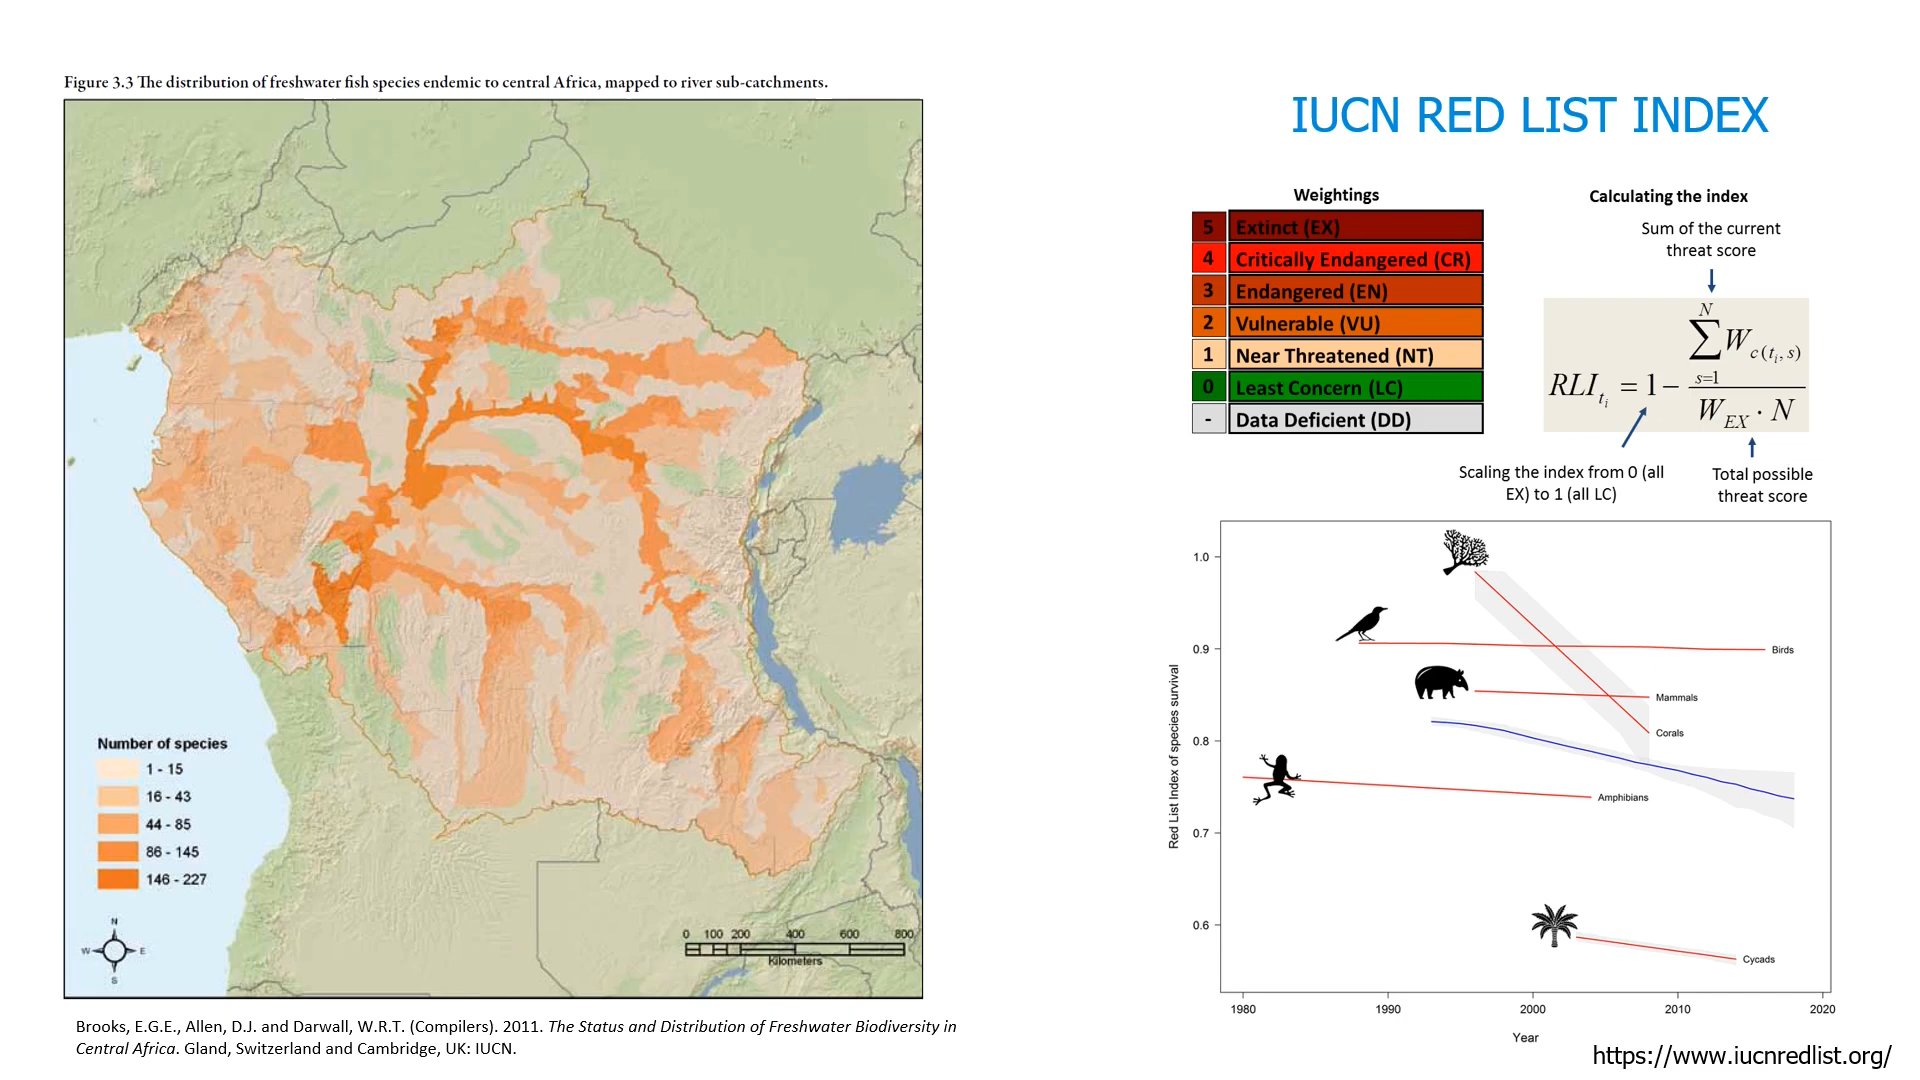 Figure 3.3 The distribution of freshwater fish species endemic to central Africa, mapped to river sub-catchments.
Number of species
1 - 15
16 - 43
44 - 85
86 - 145
146 - 227
N
W E
S
0 100 200 400 600 800
Kilometers
Brooks, E.G.E., Allen, D.J. and Darwall, W.R.T. (Compilers). 2011. The Status and Distribution of Freshwater Biodiversity in
Central Africa. Gland, Switzerland and Cambridge, UK: IUCN.
IUCN RED LIST INDEX
Weightings
5 Extinct (EX)
4 Critically Endangered (CR)
3 Endangered (EN)
2 Vulnerable (VU)
1 Near Threatened (NT)
0 Least Concern (LC)
- Data Deficient (DD)
Calculating the index
Sum of the current
threat score
RLI_{t_i} = 1 − \frac{\sum_{s=1}^{N} W_{c(t_i, s)}}{W_{EX} · N}
Scaling the index from 0 (all
EX) to 1 (all LC)
Total possible
threat score
Red List Index of species survival
1.0
0.9
0.8
0.7
0.6
Birds
Mammals
Corals
Amphibians
Cycads
1980 1990 2000 2010 2020
Year
https://www.iucnredlist.org/